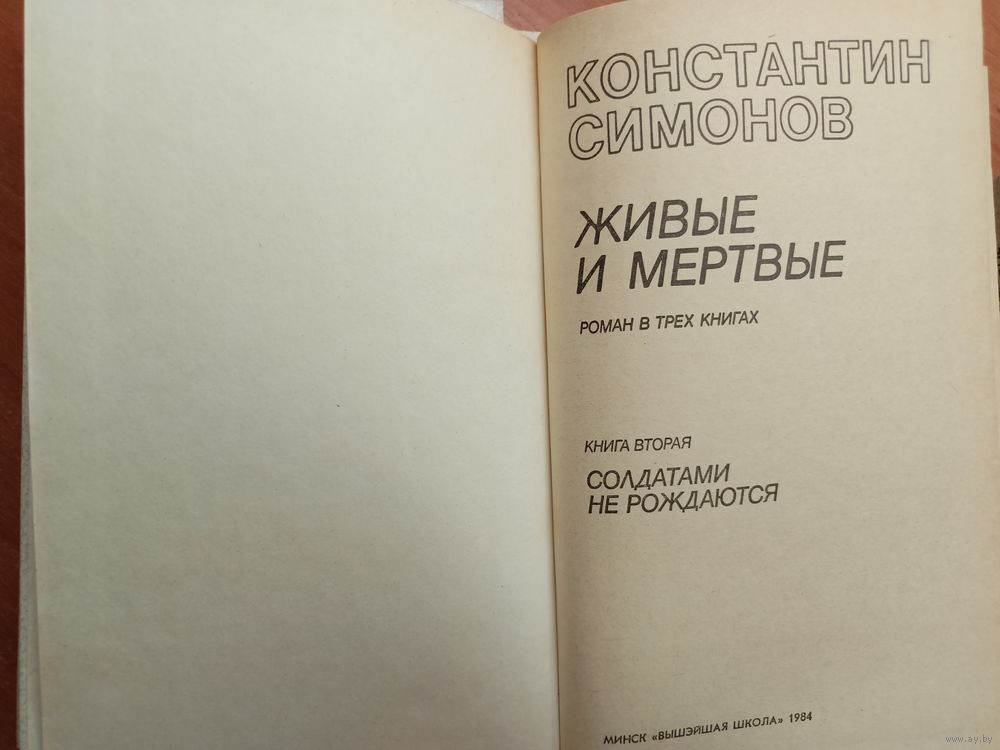 КОНСТАНТИН
СИМОНОВ
ЖИВЫЕ
И МЕРТВЫЕ
РОМАН В ТРЕХ КНИГАХ
КНИГА ВТОРАЯ
СОЛДАТАМИ
НЕ РОЖДАЮТСЯ
МИНСК «ВЫШЭЙШАЯ ШКОЛА» 1984
www.ay.by